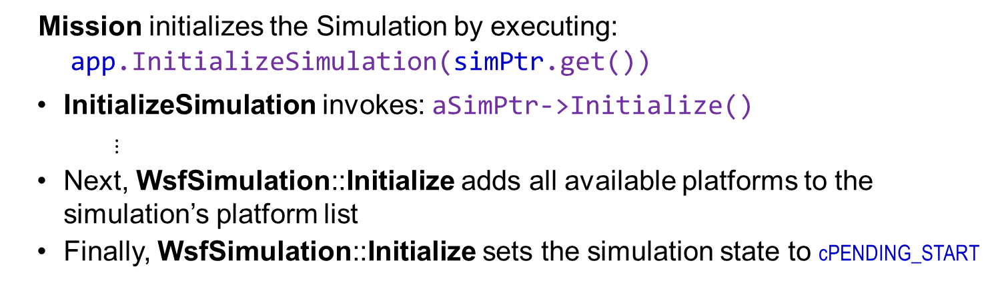 Mission initializes the Simulation by executing:
app.InitializeSimulation(simPtr.get())
• InitializeSimulation invokes: aSimPtr->Initialize()
⋮
• Next, WsfSimulation::Initialize adds all available platforms to the
simulation’s platform list
• Finally, WsfSimulation::Initialize sets the simulation state to cPENDING_START